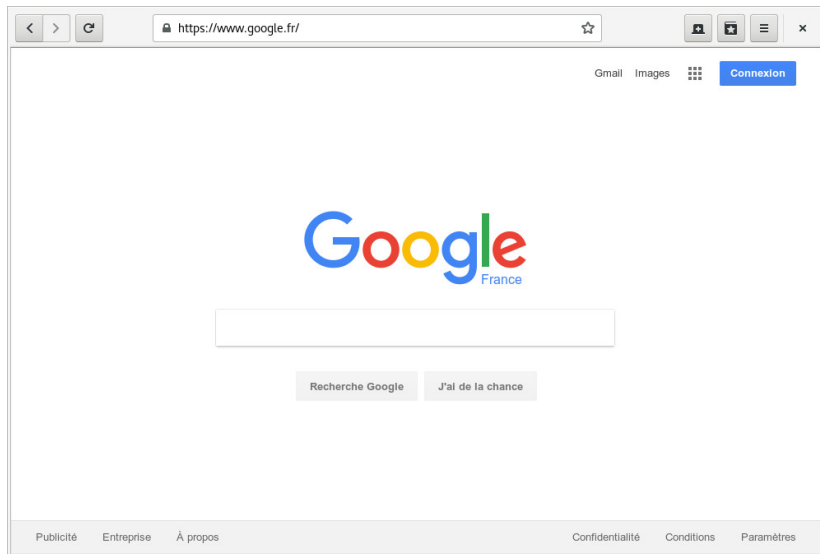 https://www.google.fr/
Gmail Images Connexion
Google
France
Recherche Google J'ai de la chance
Publicité Entreprise À propos Confidentialité Conditions Paramètres